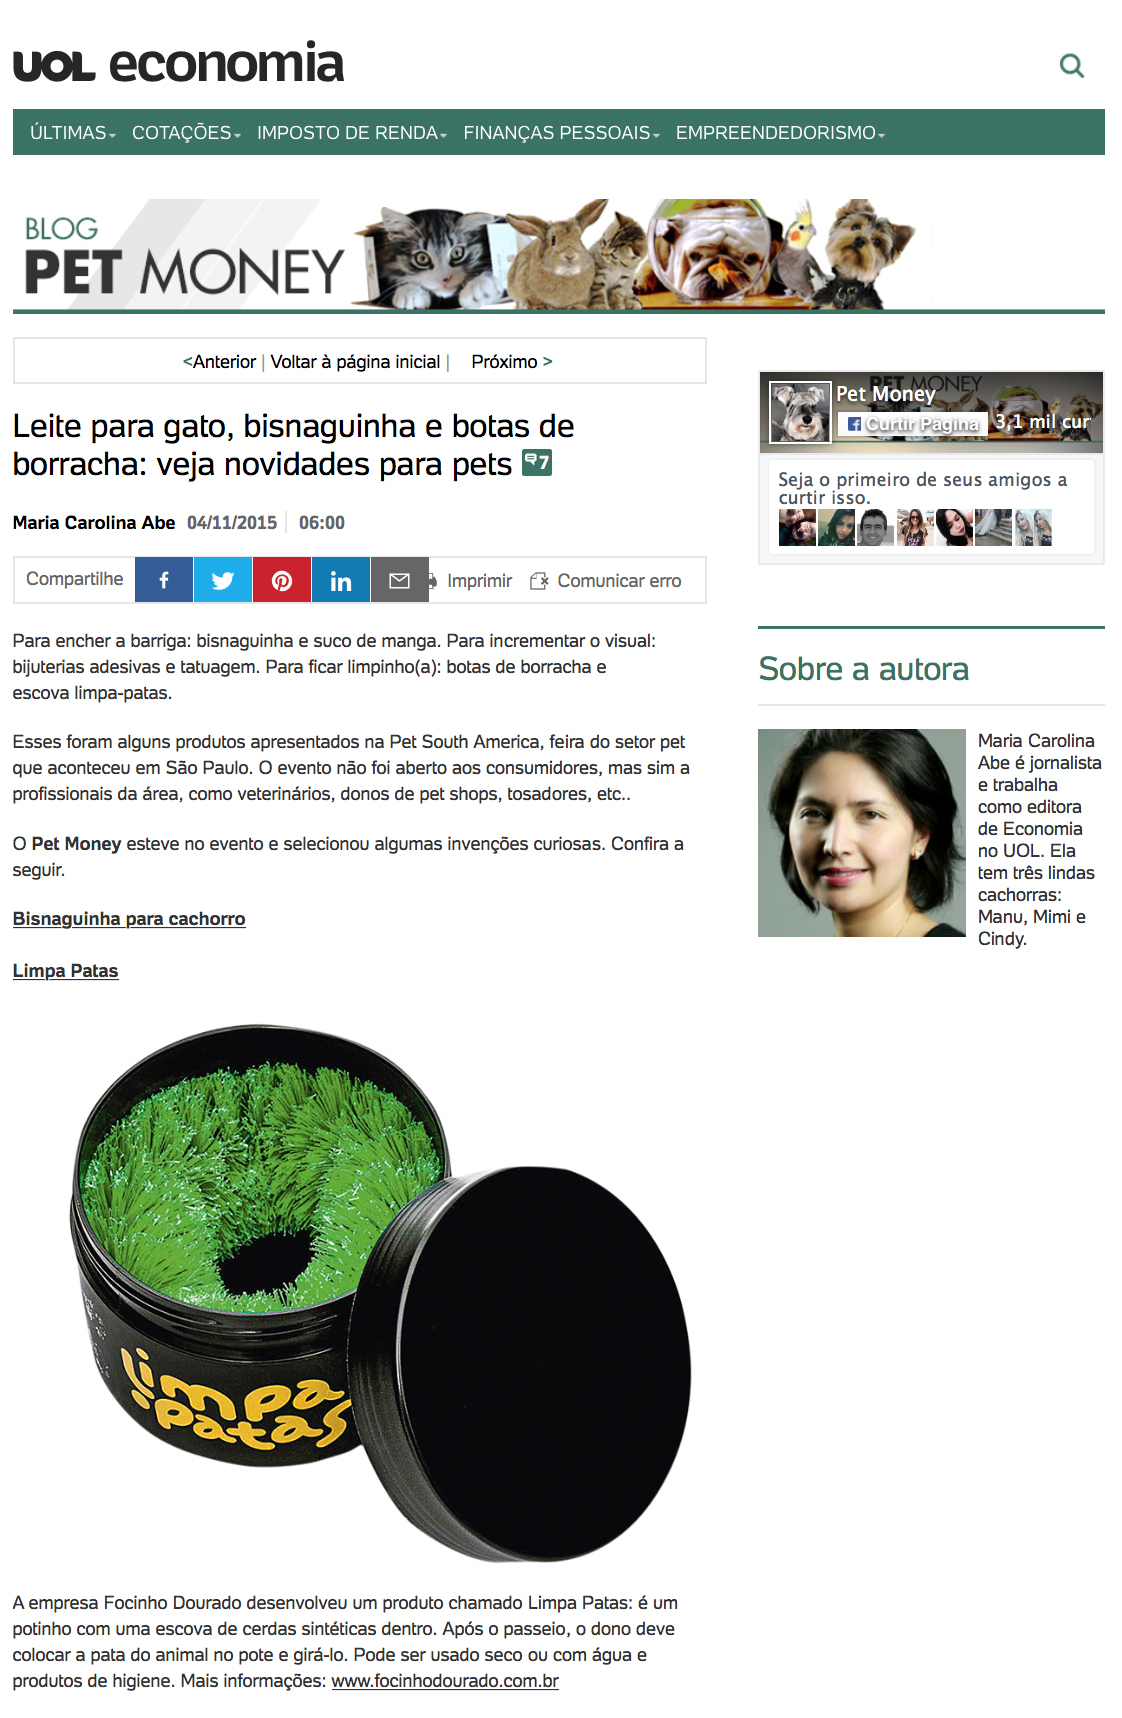 UOL economia
ÚLTIMAS COTAÇÕES IMPOSTO DE RENDA FINANÇAS PESSOAIS EMPREENDEDORISMO
BLOG
PET MONEY
<Anterior | Voltar à página inicial | Próximo >
Leite para gato, bisnaguinha e botas de
borracha: veja novidades para pets 7
Maria Carolina Abe 04/11/2015 06:00
Compartilhe f in Imprimir Comunicar erro
Para encher a barriga: bisnaguinha e suco de manga. Para incrementar o visual:
bijuterias adesivas e tatuagem. Para ficar limpinho(a): botas de borracha e
escova limpa-patas.
Esses foram alguns produtos apresentados na Pet South America, feira do setor pet
que aconteceu em São Paulo. O evento não foi aberto aos consumidores, mas sim a
profissionais da área, como veterinários, donos de pet shops, tosadores, etc..
O Pet Money esteve no evento e selecionou algumas invenções curiosas. Confira a
seguir.
Bisnaguinha para cachorro
Limpa Patas
limpa
patas
A empresa Focinho Dourado desenvolveu um produto chamado Limpa Patas: é um
potinho com uma escova de cerdas sintéticas dentro. Após o passeio, o dono deve
colocar a pata do animal no pote e girá-lo. Pode ser usado seco ou com água e
produtos de higiene. Mais informações: www.focinhodourado.com.br
PET MONEY
Pet Money
f Curtir Página 3,1 mil cur
Seja o primeiro de seus amigos a
curtir isso.
Sobre a autora
Maria Carolina
Abe é jornalista
e trabalha
como editora
de Economia
no UOL. Ela
tem três lindas
cachorras:
Manu, Mimi e
Cindy.